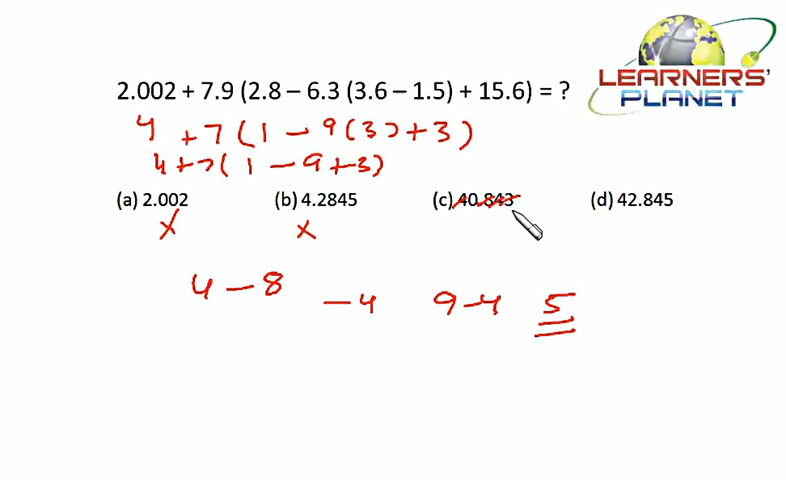 LEARNERS'
PLANET
2.002 + 7.9 (2.8 – 6.3 (3.6 – 1.5) + 15.6) = ?
4 + 7 ( 1 – 9 ( 3 ) + 3 )
4 + 7 ( 1 – 9 + 3 )
(a) 2.002 (b) 4.2845 (c) 40.843 (d) 42.845
x x
4 – 8 – 4 9 – 4 5